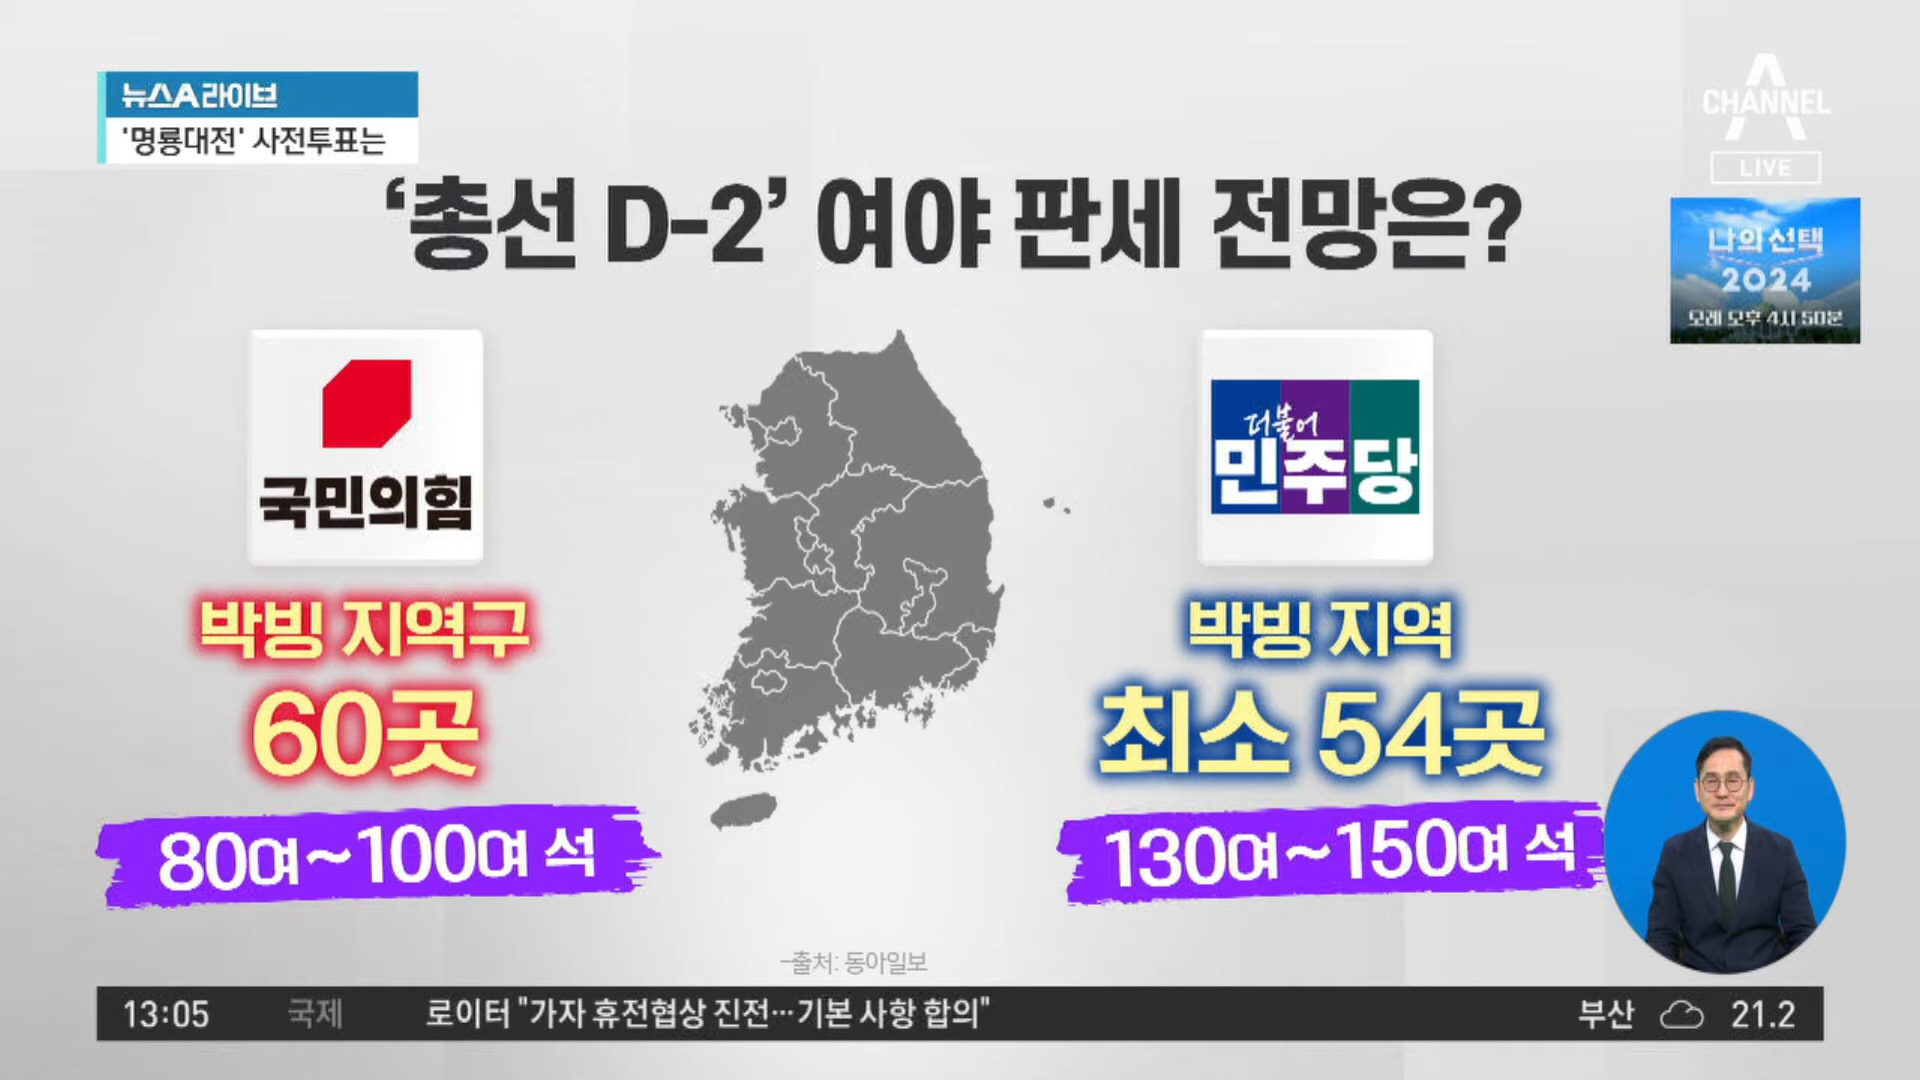 뉴스A 라이브
'명룡대전' 사전투표는
CHANNEL A
LIVE
나의 선택
2024
모레 오후 4시 50분
‘총선 D-2’ 여야 판세 전망은?
국민의힘
박빙 지역구
60곳
80여~100여 석
더불어
민주당
박빙 지역
최소 54곳
130여~150여 석
-출처: 동아일보
13:05 국제 로이터 "가자 휴전협상 진전…기본 사항 합의" 부산 21.2